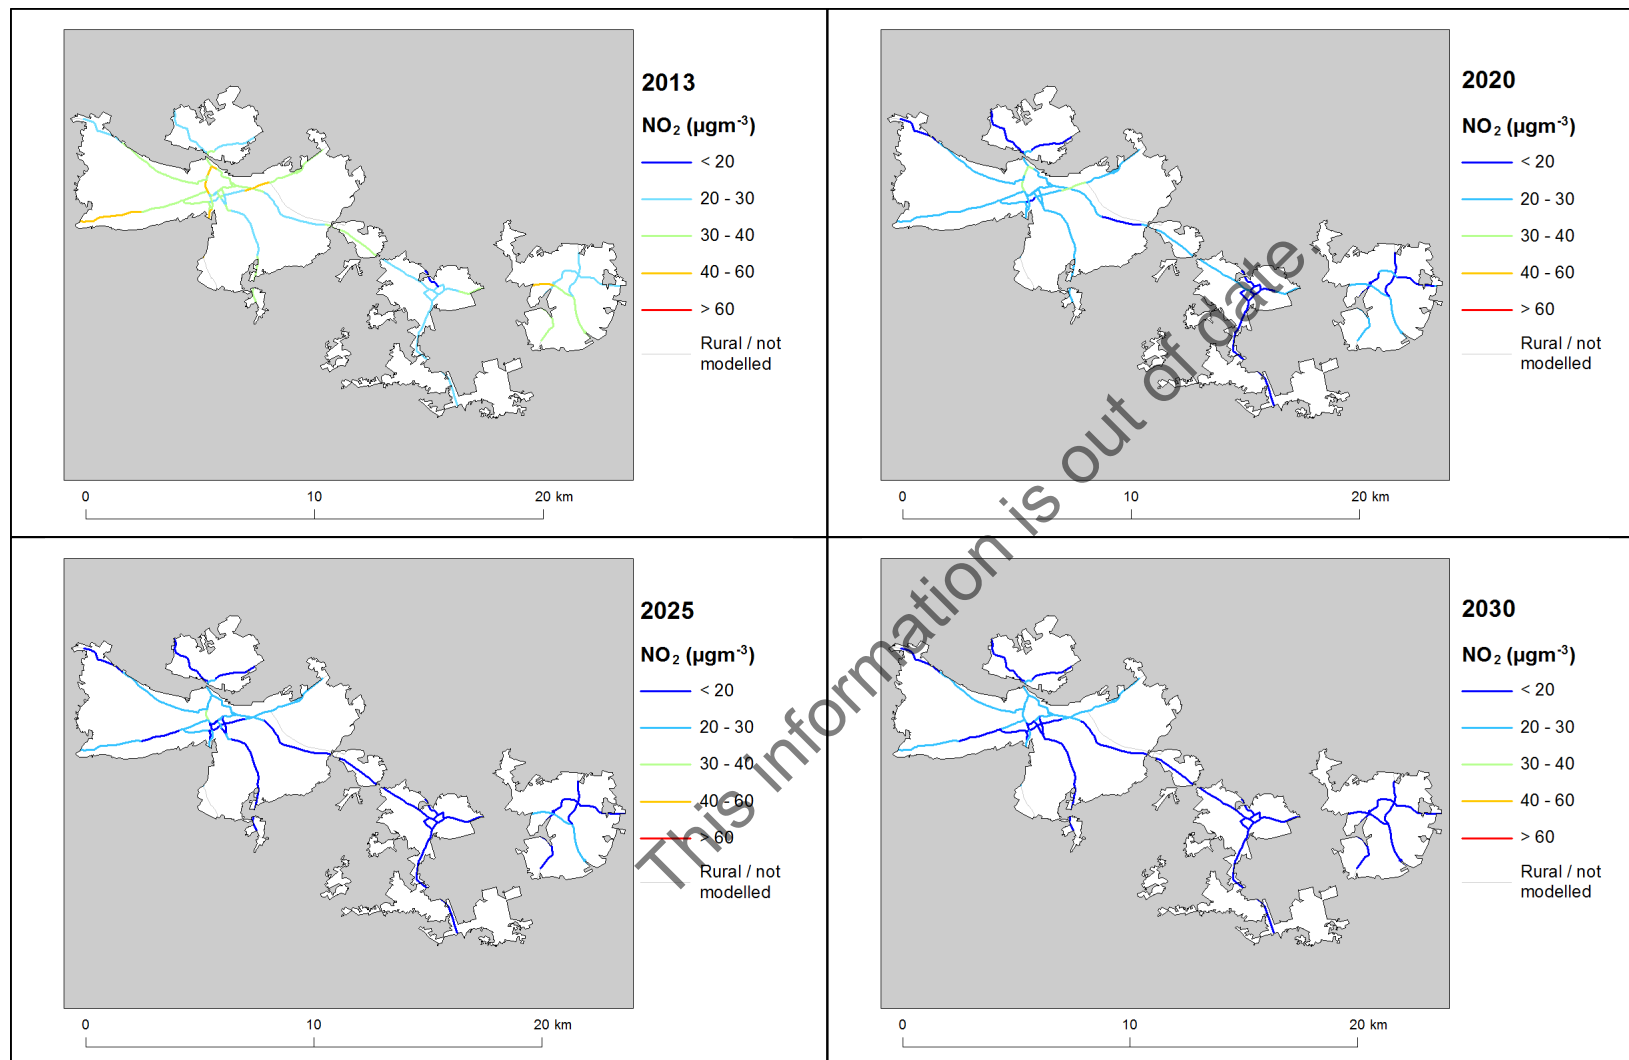 2013
NO₂ (µgm⁻³)
< 20
20 - 30
30 - 40
40 - 60
> 60
Rural / not
modelled
0 10 20 km
2020
NO₂ (µgm⁻³)
< 20
20 - 30
30 - 40
40 - 60
> 60
Rural / not
modelled
0 10 20 km
2025
NO₂ (µgm⁻³)
< 20
20 - 30
30 - 40
40 - 60
> 60
Rural / not
modelled
0 10 20 km
2030
NO₂ (µgm⁻³)
< 20
20 - 30
30 - 40
40 - 60
> 60
Rural / not
modelled
0 10 20 km
This information is out of date.